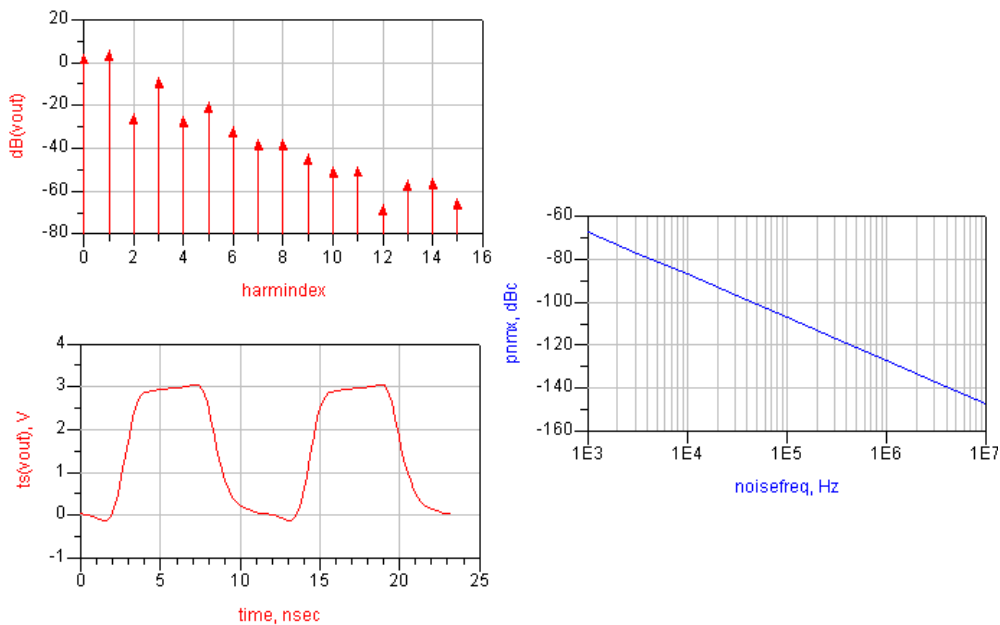 20
0
-20
-40
-60
-80
dB(vout)
0 2 4 6 8 10 12 14 16
harmindex
4
3
2
1
0
-1
ts(vout), V
0 5 10 15 20 25
time, nsec
-60
-80
-100
-120
-140
-160
pnmx, dBc
1E3 1E4 1E5 1E6 1E7
noisefreq, Hz